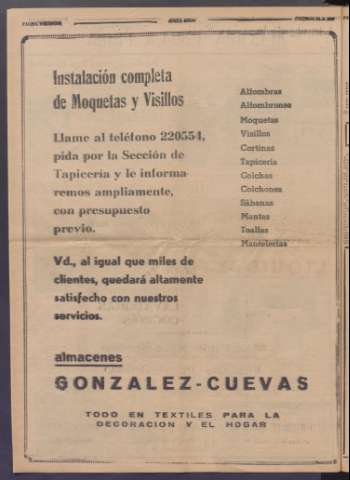 Instalación completa
de Moquetas y Visillos
Llame al teléfono 220554,
pida por la Sección de
Tapicería y le informa-
remos ampliamente,
con presupuesto
previo.
Vd., al igual que miles de
clientes, quedará altamente
satisfecho con nuestros
servicios.
Alfombras
Alfombrones
Moquetas
Visillos
Cortinas
Tapicería
Colchas
Colchones
Sábanas
Mantas
Toallas
Mantelerías
almacenes
GONZALEZ-CUEVAS
TODO EN TEXTILES PARA LA
DECORACION Y EL HOGAR